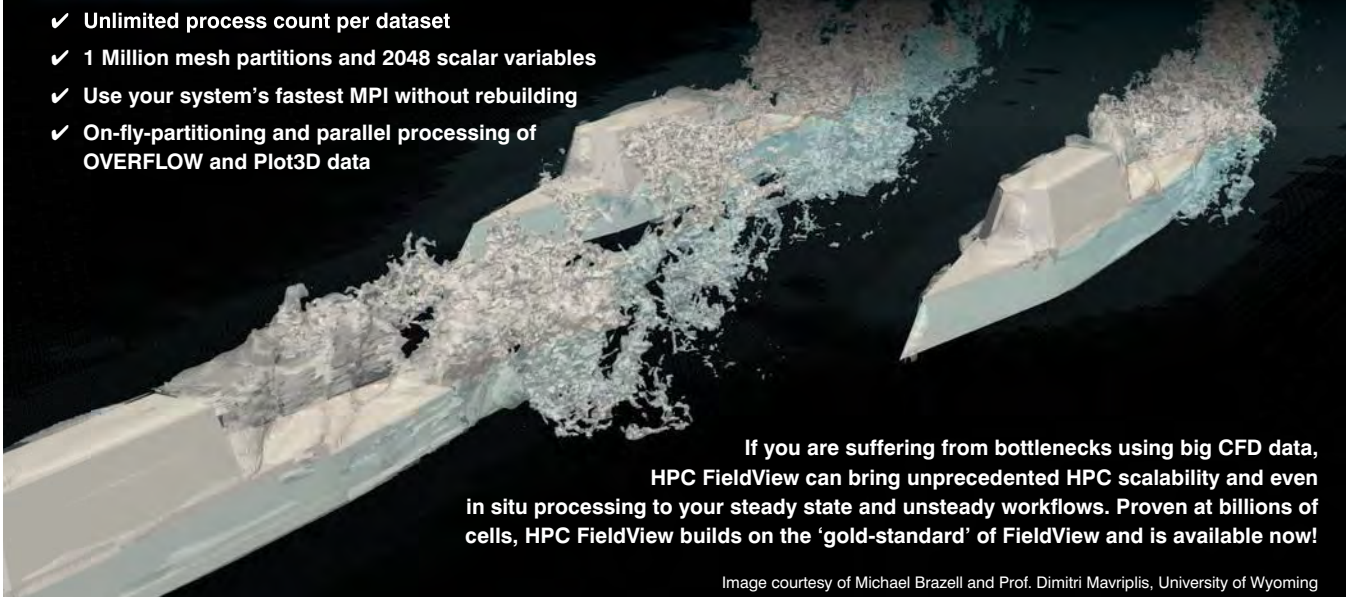 ✔ Unlimited process count per dataset
✔ 1 Million mesh partitions and 2048 scalar variables
✔ Use your system's fastest MPI without rebuilding
✔ On-fly-partitioning and parallel processing of
OVERFLOW and Plot3D data
If you are suffering from bottlenecks using big CFD data,
HPC FieldView can bring unprecedented HPC scalability and even
in situ processing to your steady state and unsteady workflows. Proven at billions of
cells, HPC FieldView builds on the 'gold-standard' of FieldView and is available now!
Image courtesy of Michael Brazell and Prof. Dimitri Mavriplis, University of Wyoming